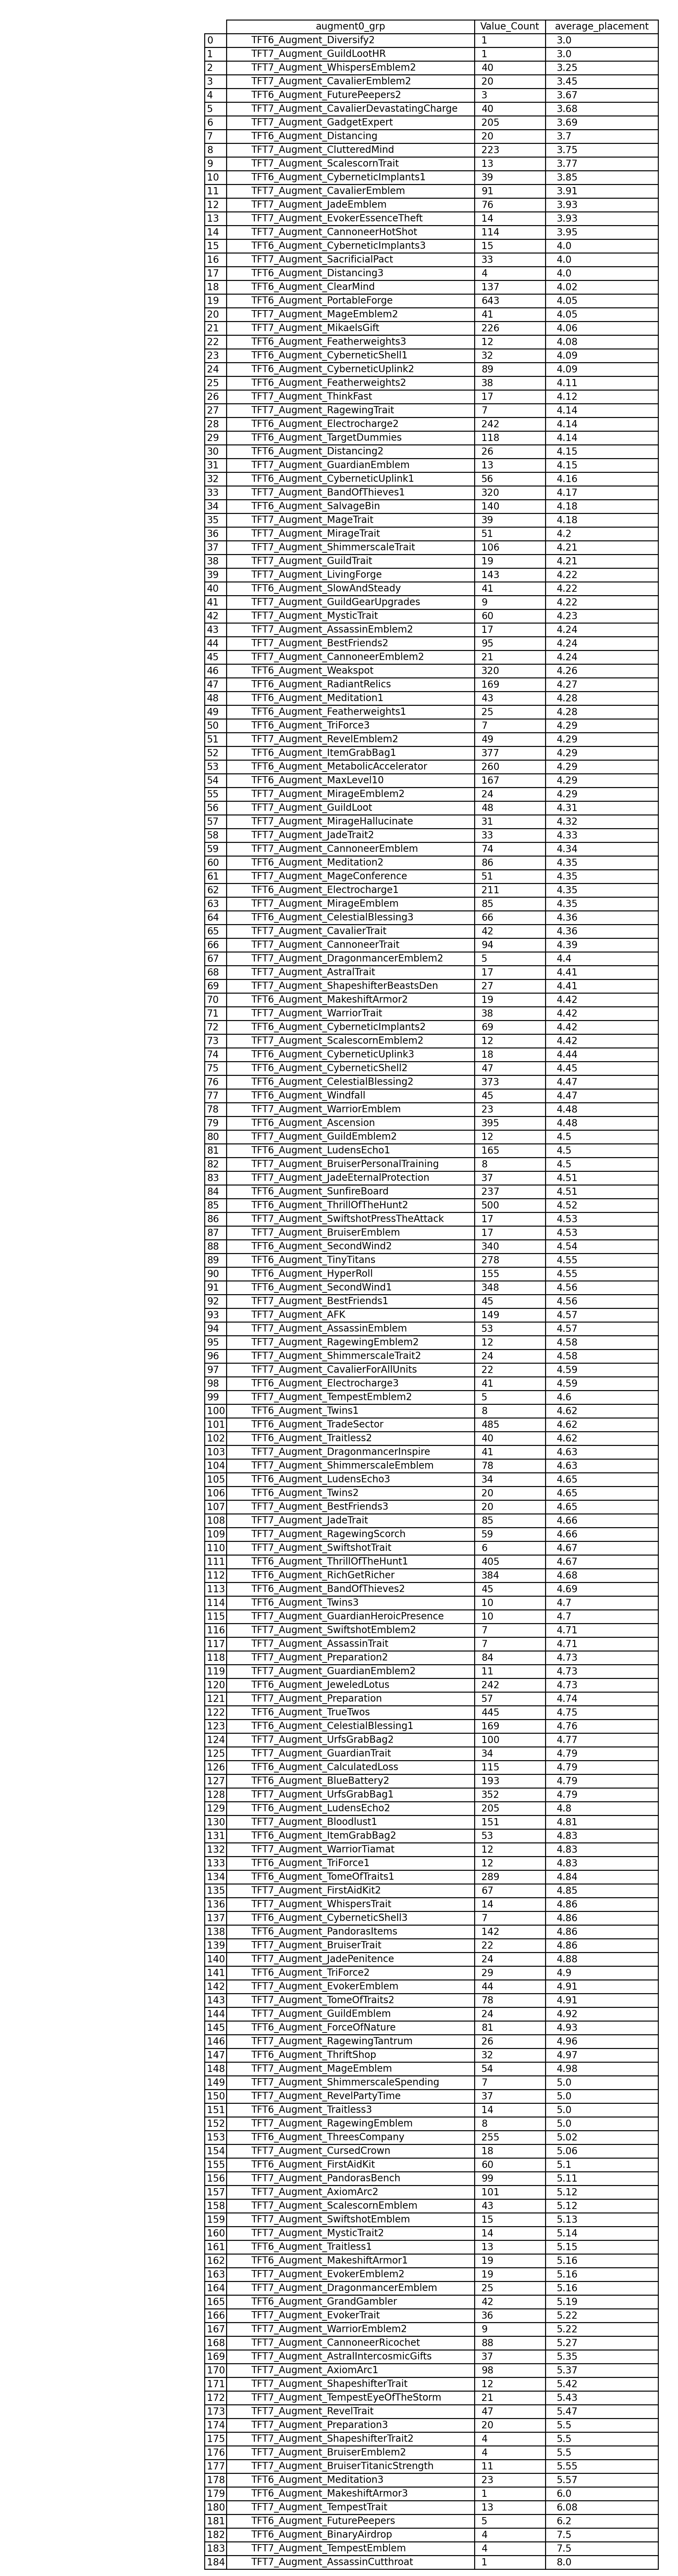 augment0_grp Value_Count average_placement
0 TFT6_Augment_Diversify2 1 3.0
1 TFT7_Augment_GuildLootHR 1 3.0
2 TFT7_Augment_WhispersEmblem2 40 3.25
3 TFT7_Augment_CavalierEmblem2 20 3.45
4 TFT6_Augment_FuturePeepers2 3 3.67
5 TFT7_Augment_CavalierDevastatingCharge 40 3.68
6 TFT7_Augment_GadgetExpert 205 3.69
7 TFT6_Augment_Distancing 20 3.7
8 TFT7_Augment_ClutteredMind 223 3.75
9 TFT7_Augment_ScalescornTrait 13 3.77
10 TFT6_Augment_CyberneticImplants1 39 3.85
11 TFT7_Augment_CavalierEmblem 91 3.91
12 TFT7_Augment_JadeEmblem 76 3.93
13 TFT7_Augment_EvokerEssenceTheft 14 3.93
14 TFT7_Augment_CannoneerHotShot 114 3.95
15 TFT6_Augment_CyberneticImplants3 15 4.0
16 TFT7_Augment_SacrificialPact 33 4.0
17 TFT6_Augment_Distancing3 4 4.0
18 TFT6_Augment_ClearMind 137 4.02
19 TFT6_Augment_PortableForge 643 4.05
20 TFT7_Augment_MageEmblem2 41 4.05
21 TFT7_Augment_MikaelsGift 226 4.06
22 TFT6_Augment_Featherweights3 12 4.08
23 TFT6_Augment_CyberneticShell1 32 4.09
24 TFT6_Augment_CyberneticUplink2 89 4.09
25 TFT6_Augment_Featherweights2 38 4.11
26 TFT7_Augment_ThinkFast 17 4.12
27 TFT7_Augment_RagewingTrait 7 4.14
28 TFT6_Augment_Electrocharge2 242 4.14
29 TFT6_Augment_TargetDummies 118 4.14
30 TFT6_Augment_Distancing2 26 4.15
31 TFT7_Augment_GuardianEmblem 13 4.15
32 TFT6_Augment_CyberneticUplink1 56 4.16
33 TFT7_Augment_BandOfThieves1 320 4.17
34 TFT6_Augment_SalvageBin 140 4.18
35 TFT7_Augment_MageTrait 39 4.18
36 TFT7_Augment_MirageTrait 51 4.2
37 TFT7_Augment_ShimmerscaleTrait 106 4.21
38 TFT7_Augment_GuildTrait 19 4.21
39 TFT7_Augment_LivingForge 143 4.22
40 TFT6_Augment_SlowAndSteady 41 4.22
41 TFT7_Augment_GuildGearUpgrades 9 4.22
42 TFT7_Augment_MysticTrait 60 4.23
43 TFT7_Augment_AssassinEmblem2 17 4.24
44 TFT7_Augment_BestFriends2 95 4.24
45 TFT7_Augment_CannoneerEmblem2 21 4.24
46 TFT6_Augment_Weakspot 320 4.26
47 TFT6_Augment_RadiantRelics 169 4.27
48 TFT6_Augment_Meditation1 43 4.28
49 TFT6_Augment_Featherweights1 25 4.28
50 TFT6_Augment_TriForce3 7 4.29
51 TFT7_Augment_RevelEmblem2 49 4.29
52 TFT6_Augment_ItemGrabBag1 377 4.29
53 TFT6_Augment_MetabolicAccelerator 260 4.29
54 TFT6_Augment_MaxLevel10 167 4.29
55 TFT7_Augment_MirageEmblem2 24 4.29
56 TFT7_Augment_GuildLoot 48 4.31
57 TFT7_Augment_MirageHallucinate 31 4.32
58 TFT7_Augment_JadeTrait2 33 4.33
59 TFT7_Augment_CannoneerEmblem 74 4.34
60 TFT6_Augment_Meditation2 86 4.35
61 TFT7_Augment_MageConference 51 4.35
62 TFT6_Augment_Electrocharge1 211 4.35
63 TFT7_Augment_MirageEmblem 85 4.35
64 TFT6_Augment_CelestialBlessing3 66 4.36
65 TFT7_Augment_CavalierTrait 42 4.36
66 TFT7_Augment_CannoneerTrait 94 4.39
67 TFT7_Augment_DragonmancerEmblem2 5 4.4
68 TFT7_Augment_AstralTrait 17 4.41
69 TFT7_Augment_ShapeshifterBeastsDen 27 4.41
70 TFT6_Augment_MakeshiftArmor2 19 4.42
71 TFT7_Augment_WarriorTrait 38 4.42
72 TFT6_Augment_CyberneticImplants2 69 4.42
73 TFT7_Augment_ScalescornEmblem2 12 4.42
74 TFT6_Augment_CyberneticUplink3 18 4.44
75 TFT6_Augment_CyberneticShell2 47 4.45
76 TFT6_Augment_CelestialBlessing2 373 4.47
77 TFT6_Augment_Windfall 45 4.47
78 TFT7_Augment_WarriorEmblem 23 4.48
79 TFT6_Augment_Ascension 395 4.48
80 TFT7_Augment_GuildEmblem2 12 4.5
81 TFT6_Augment_LudensEcho1 165 4.5
82 TFT7_Augment_BruiserPersonalTraining 8 4.5
83 TFT7_Augment_JadeEternalProtection 37 4.51
84 TFT6_Augment_SunfireBoard 237 4.51
85 TFT6_Augment_ThrillOfTheHunt2 500 4.52
86 TFT7_Augment_SwiftshotPressTheAttack 17 4.53
87 TFT7_Augment_BruiserEmblem 17 4.53
88 TFT6_Augment_SecondWind2 340 4.54
89 TFT6_Augment_TinyTitans 278 4.55
90 TFT6_Augment_HyperRoll 155 4.55
91 TFT6_Augment_SecondWind1 348 4.56
92 TFT7_Augment_BestFriends1 45 4.56
93 TFT7_Augment_AFK 149 4.57
94 TFT7_Augment_AssassinEmblem 53 4.57
95 TFT7_Augment_RagewingEmblem2 12 4.58
96 TFT7_Augment_ShimmerscaleTrait2 24 4.58
97 TFT7_Augment_CavalierForAllUnits 22 4.59
98 TFT6_Augment_Electrocharge3 41 4.59
99 TFT7_Augment_TempestEmblem2 5 4.6
100 TFT6_Augment_Twins1 8 4.62
101 TFT6_Augment_TradeSector 485 4.62
102 TFT6_Augment_Traitless2 40 4.62
103 TFT7_Augment_DragonmancerInspire 41 4.63
104 TFT7_Augment_ShimmerscaleEmblem 78 4.63
105 TFT6_Augment_LudensEcho3 34 4.65
106 TFT6_Augment_Twins2 20 4.65
107 TFT7_Augment_BestFriends3 20 4.65
108 TFT7_Augment_JadeTrait 85 4.66
109 TFT7_Augment_RagewingScorch 59 4.66
110 TFT7_Augment_SwiftshotTrait 6 4.67
111 TFT6_Augment_ThrillOfTheHunt1 405 4.67
112 TFT6_Augment_RichGetRicher 384 4.68
113 TFT6_Augment_BandOfThieves2 45 4.69
114 TFT6_Augment_Twins3 10 4.7
115 TFT7_Augment_GuardianHeroicPresence 10 4.7
116 TFT7_Augment_SwiftshotEmblem2 7 4.71
117 TFT7_Augment_AssassinTrait 7 4.71
118 TFT7_Augment_Preparation2 84 4.73
119 TFT7_Augment_GuardianEmblem2 11 4.73
120 TFT6_Augment_JeweledLotus 242 4.73
121 TFT7_Augment_Preparation 57 4.74
122 TFT6_Augment_TrueTwos 445 4.75
123 TFT6_Augment_CelestialBlessing1 169 4.76
124 TFT7_Augment_UrfsGrabBag2 100 4.77
125 TFT7_Augment_GuardianTrait 34 4.79
126 TFT6_Augment_CalculatedLoss 115 4.79
127 TFT6_Augment_BlueBattery2 193 4.79
128 TFT7_Augment_UrfsGrabBag1 352 4.79
129 TFT6_Augment_LudensEcho2 205 4.8
130 TFT7_Augment_Bloodlust1 151 4.81
131 TFT6_Augment_ItemGrabBag2 53 4.83
132 TFT7_Augment_WarriorTiamat 12 4.83
133 TFT6_Augment_TriForce1 12 4.83
134 TFT6_Augment_TomeOfTraits1 289 4.84
135 TFT7_Augment_FirstAidKit2 67 4.85
136 TFT7_Augment_WhispersTrait 14 4.86
137 TFT6_Augment_CyberneticShell3 7 4.86
138 TFT6_Augment_PandorasItems 142 4.86
139 TFT7_Augment_BruiserTrait 22 4.86
140 TFT7_Augment_JadePenitence 24 4.88
141 TFT6_Augment_TriForce2 29 4.9
142 TFT7_Augment_EvokerEmblem 44 4.91
143 TFT7_Augment_TomeOfTraits2 78 4.91
144 TFT7_Augment_GuildEmblem 24 4.92
145 TFT6_Augment_ForceOfNature 81 4.93
146 TFT7_Augment_RagewingTantrum 26 4.96
147 TFT6_Augment_ThriftShop 32 4.97
148 TFT7_Augment_MageEmblem 54 4.98
149 TFT7_Augment_ShimmerscaleSpending 7 5.0
150 TFT7_Augment_RevelPartyTime 37 5.0
151 TFT6_Augment_Traitless3 14 5.0
152 TFT7_Augment_RagewingEmblem 8 5.0
153 TFT6_Augment_ThreesCompany 255 5.02
154 TFT7_Augment_CursedCrown 18 5.06
155 TFT6_Augment_FirstAidKit 60 5.1
156 TFT7_Augment_PandorasBench 99 5.11
157 TFT7_Augment_AxiomArc2 101 5.12
158 TFT7_Augment_ScalescornEmblem 43 5.12
159 TFT7_Augment_SwiftshotEmblem 15 5.13
160 TFT7_Augment_MysticTrait2 14 5.14
161 TFT6_Augment_Traitless1 13 5.15
162 TFT6_Augment_MakeshiftArmor1 19 5.16
163 TFT7_Augment_EvokerEmblem2 19 5.16
164 TFT7_Augment_DragonmancerEmblem 25 5.16
165 TFT6_Augment_GrandGambler 42 5.19
166 TFT7_Augment_EvokerTrait 36 5.22
167 TFT7_Augment_WarriorEmblem2 9 5.22
168 TFT7_Augment_CannoneerRicochet 88 5.27
169 TFT7_Augment_AstralIntercosmicGifts 37 5.35
170 TFT7_Augment_AxiomArc1 98 5.37
171 TFT7_Augment_ShapeshifterTrait 12 5.42
172 TFT7_Augment_TempestEyeOfTheStorm 21 5.43
173 TFT7_Augment_RevelTrait 47 5.47
174 TFT7_Augment_Preparation3 20 5.5
175 TFT7_Augment_ShapeshifterTrait2 4 5.5
176 TFT7_Augment_BruiserEmblem2 4 5.5
177 TFT7_Augment_BruiserTitanicStrength 11 5.55
178 TFT6_Augment_Meditation3 23 5.57
179 TFT6_Augment_MakeshiftArmor3 1 6.0
180 TFT7_Augment_TempestTrait 13 6.08
181 TFT6_Augment_FuturePeepers 5 6.2
182 TFT6_Augment_BinaryAirdrop 4 7.5
183 TFT7_Augment_TempestEmblem 4 7.5
184 TFT7_Augment_AssassinCutthroat 1 8.0